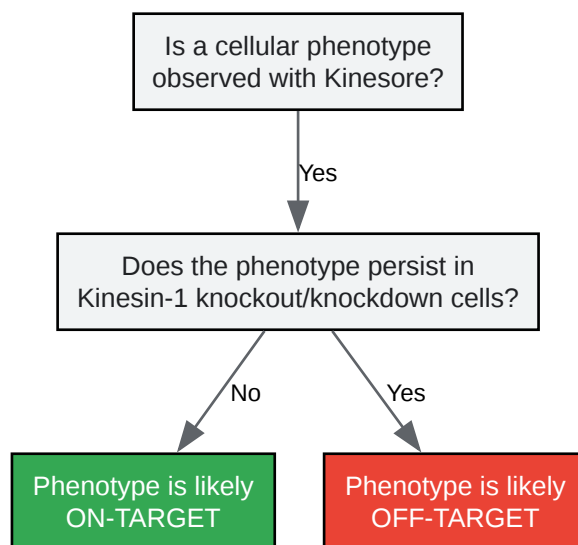 Is a cellular phenotype
observed with Kinesore?
Yes
Does the phenotype persist in
Kinesin-1 knockout/knockdown cells?
No
Yes
Phenotype is likely
ON-TARGET
Phenotype is likely
OFF-TARGET